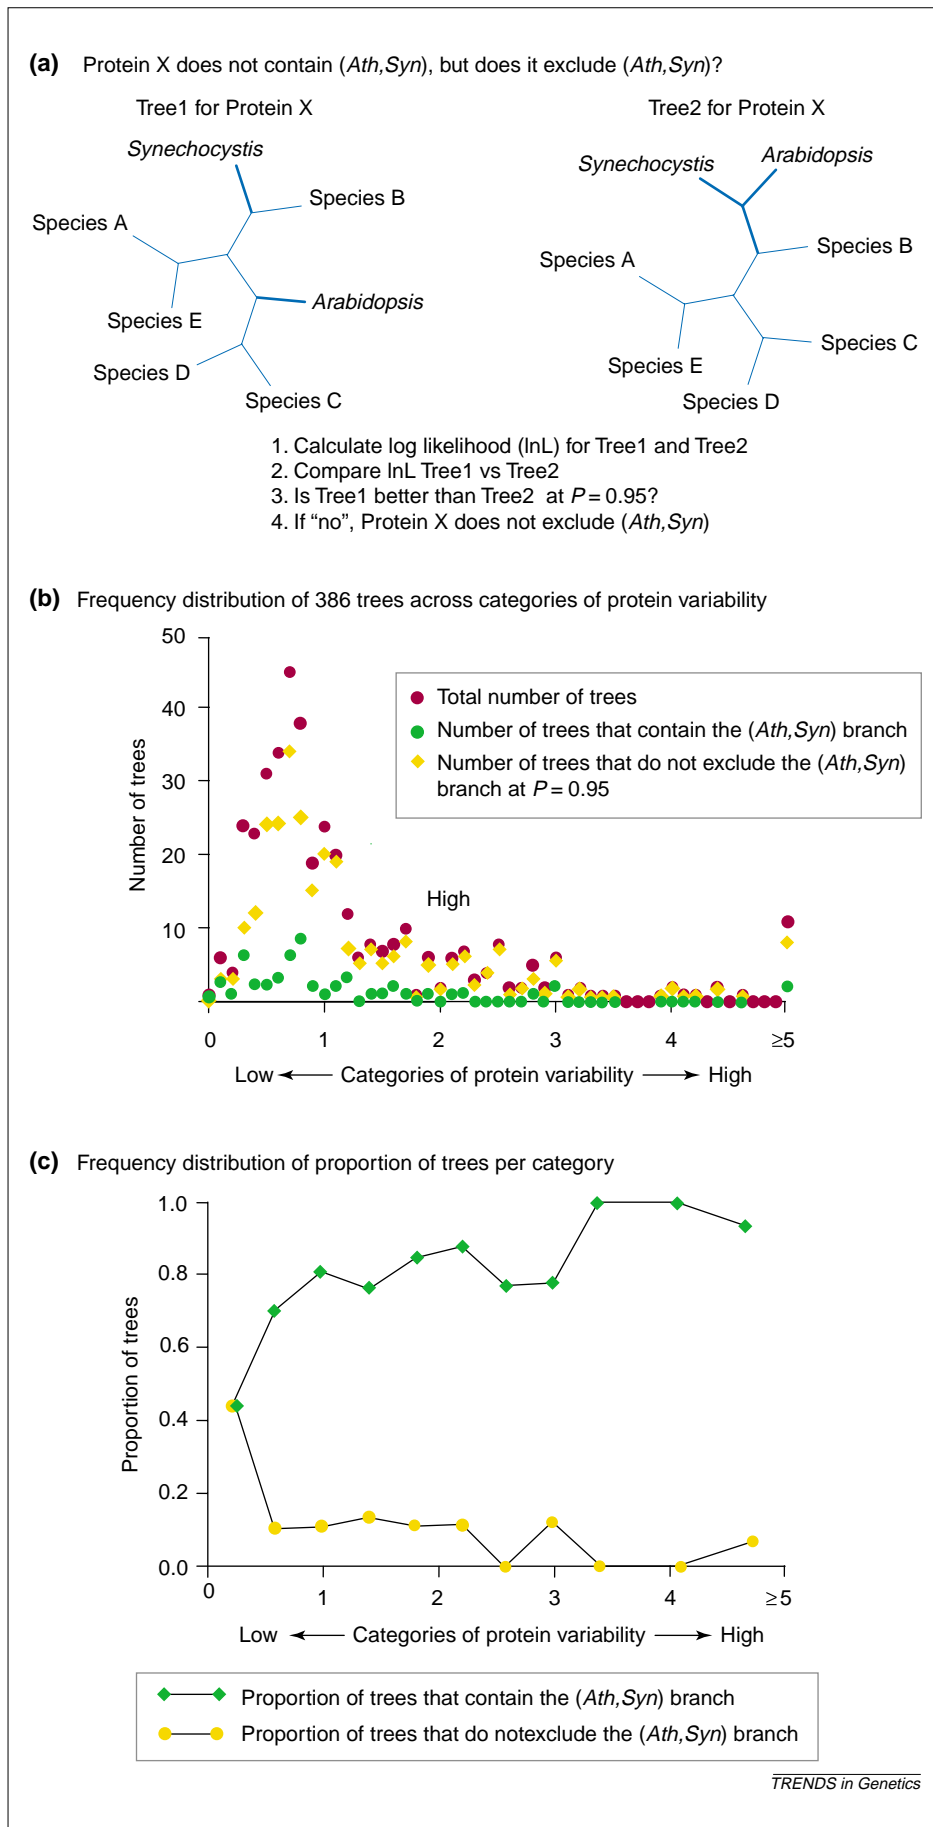 (a) Protein X does not contain (Ath,Syn), but does it exclude (Ath,Syn)?
Tree1 for Protein X
Tree2 for Protein X
Synechocystis
Species B
Species A
Arabidopsis
Species E
Species D
Species C
Synechocystis
Arabidopsis
Species B
Species A
Species C
Species E
Species D
1. Calculate log likelihood (lnL) for Tree1 and Tree2
2. Compare lnL Tree1 vs Tree2
3. Is Tree1 better than Tree2 at P = 0.95?
4. If “no”, Protein X does not exclude (Ath,Syn)
(b) Frequency distribution of 386 trees across categories of protein variability
50
40
30
20
10
Number of trees
Total number of trees
Number of trees that contain the (Ath,Syn) branch
Number of trees that do not exclude the (Ath,Syn)
branch at P = 0.95
High
0 1 2 3 4 ≥5
Low Categories of protein variability High
(c) Frequency distribution of proportion of trees per category
1.0
0.8
0.6
0.4
0.2
0.0
Proportion of trees
0 1 2 3 4 ≥5
Low Categories of protein variability High
Proportion of trees that contain the (Ath,Syn) branch
Proportion of trees that do notexclude the (Ath,Syn) branch
TRENDS in Genetics